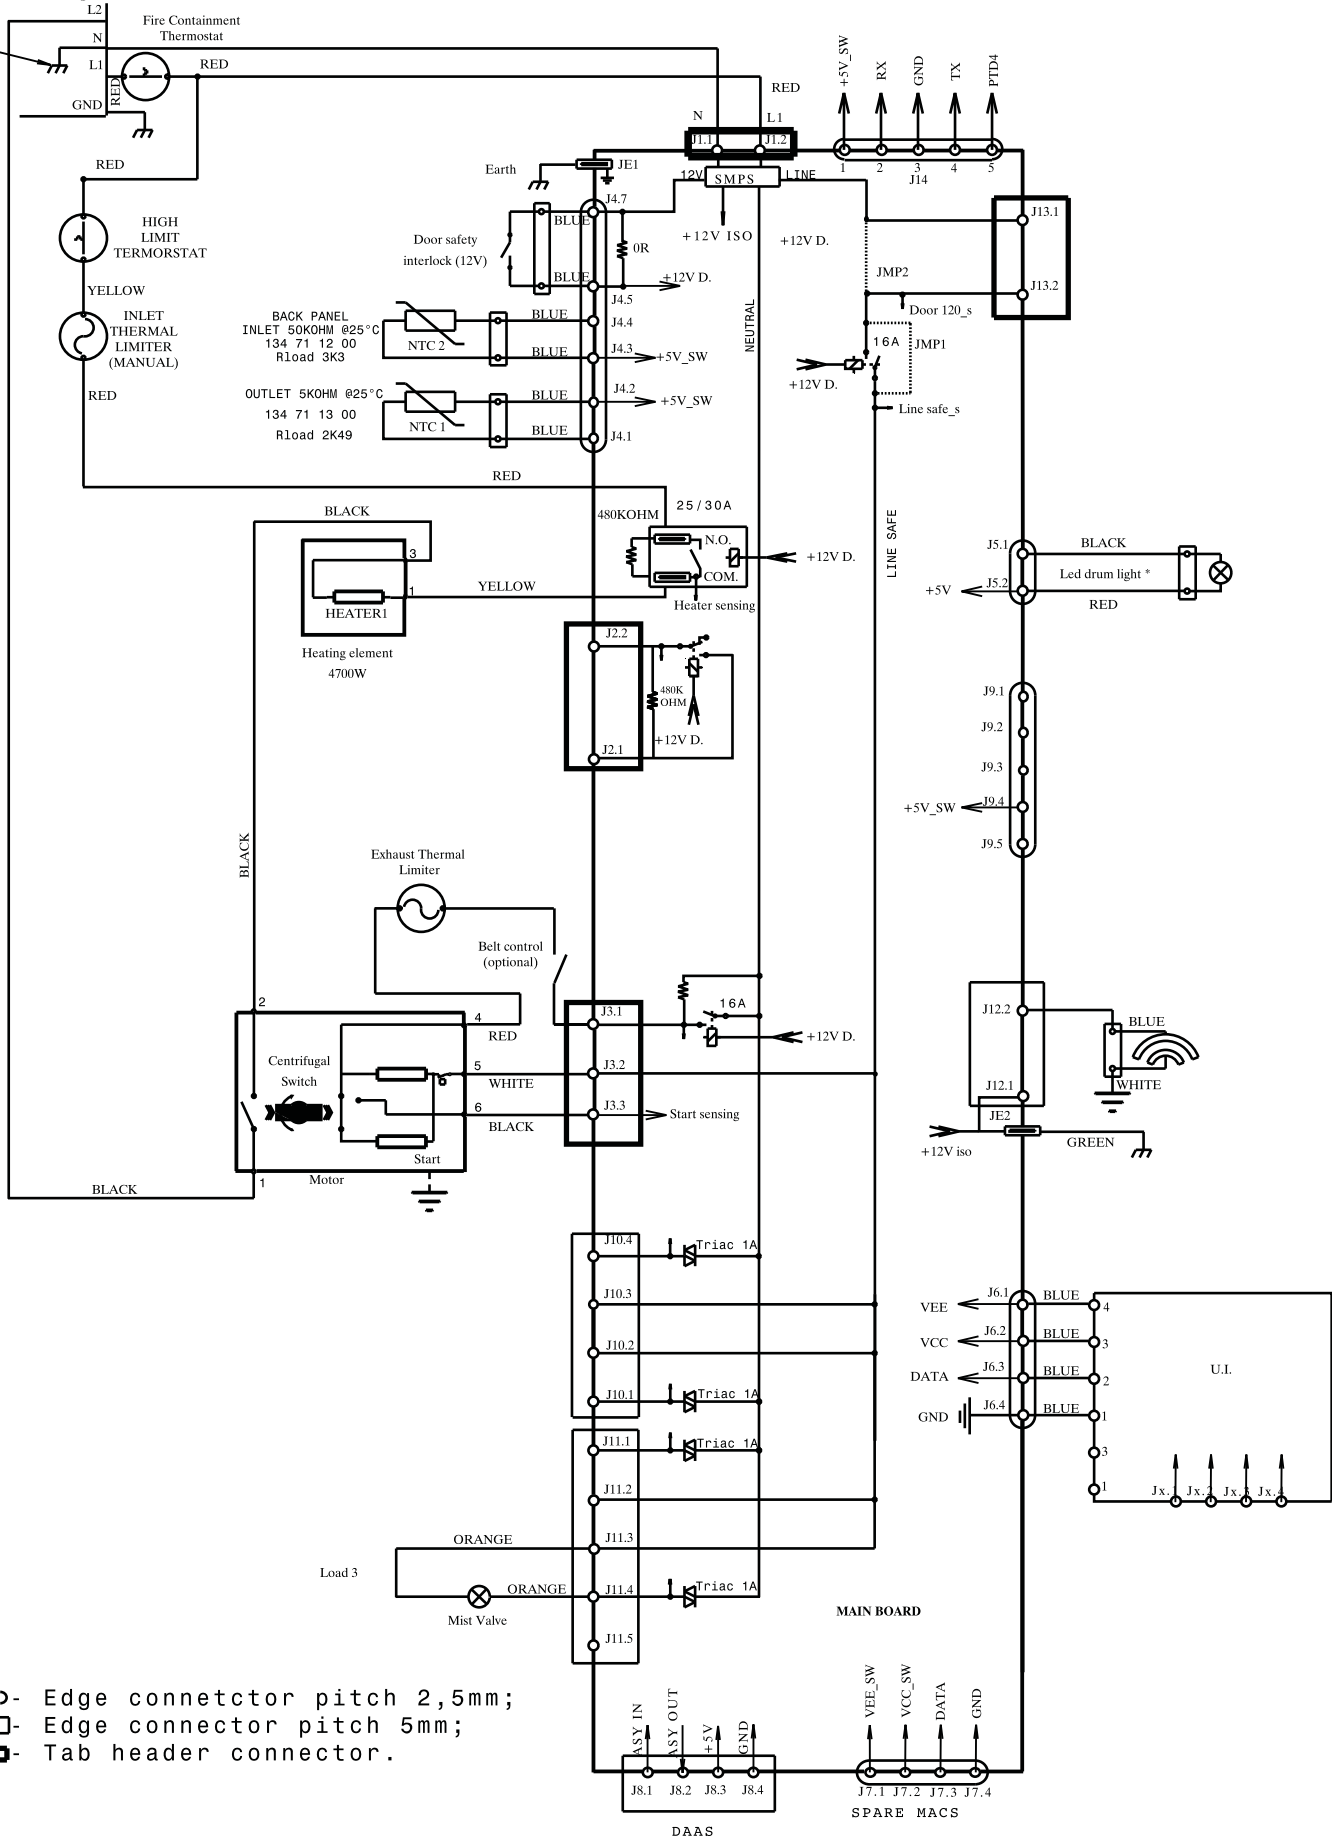 L2
Fire Containment
Thermostat
N
L1
RED
RED
GND
RED
N
L1
J1.1
J1.2
+5V_SW
RX
GND
TX
PTD4
1
2
3
4
5
J14
RED
HIGH
LIMIT
TERMORSTAT
YELLOW
INLET
THERMAL
LIMITER
(MANUAL)
RED
Earth
JE1
12V
SMPS
LINE
+12V ISO
+12V D.
J4.7
BLUE
0R
Door safety
interlock (12V)
BLUE
+12V D.
J4.5
BACK PANEL
INLET 50KOHM @25°C
134 71 12 00
Rload 3K3
NTC 2
BLUE
J4.4
BLUE
J4.3
+5V_SW
OUTLET 5KOHM @25°C
134 71 13 00
Rload 2K49
NTC 1
BLUE
J4.2
+5V_SW
BLUE
J4.1
NEUTRAL
J13.1
JMP2
J13.2
Door 120_s
16A
JMP1
+12V D.
Line safe_s
RED
25/30A
480KOHM
N.O.
COM.
+12V D.
Heater sensing
LINE SAFE
BLACK
3
1
HEATER1
YELLOW
Heating element
4700W
J5.1
BLACK
Led drum light *
+5V
J5.2
RED
J2.2
480K
OHM
+12V D.
J2.1
J9.1
J9.2
J9.3
+5V_SW
J9.4
J9.5
BLACK
Exhaust Thermal
Limiter
Belt control
(optional)
2
4
RED
J3.1
16A
+12V D.
Centrifugal
Switch
5
WHITE
J3.2
6
BLACK
J3.3
Start sensing
Start
Motor
1
BLACK
J12.2
BLUE
WHITE
J12.1
JE2
+12V iso
GREEN
J10.4
Triac 1A
J10.3
J10.2
J10.1
Triac 1A
J11.1
Triac 1A
J11.2
ORANGE
J11.3
Load 3
ORANGE
J11.4
Triac 1A
Mist Valve
J11.5
VEE
J6.1
BLUE
4
VCC
J6.2
BLUE
3
DATA
J6.3
BLUE
2
GND
J6.4
BLUE
1
3
1
U.I.
Jx.1
Jx.2
Jx.3
Jx.4
MAIN BOARD
- Edge connetctor pitch 2,5mm;
- Edge connector pitch 5mm;
- Tab header connector.
ASY IN
ASY OUT
+5V
GND
J8.1
J8.2
J8.3
J8.4
DAAS
VEE_SW
VCC_SW
DATA
GND
J7.1
J7.2
J7.3
J7.4
SPARE MACS